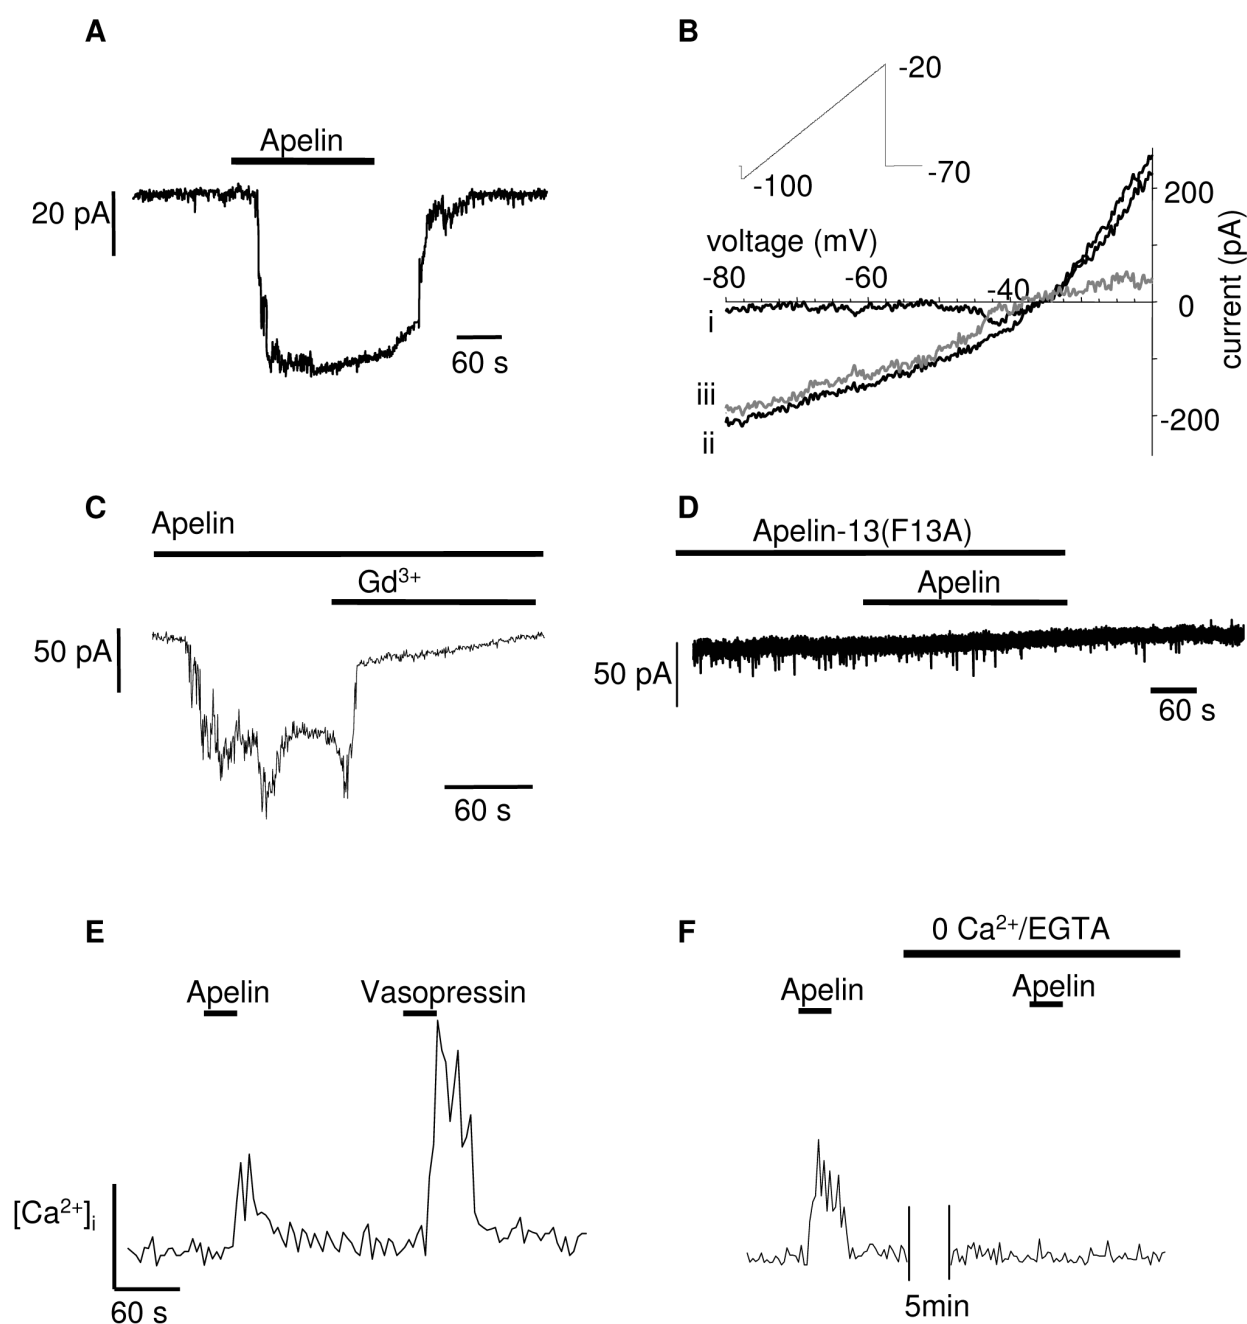 A
Apelin
20 pA
60 s
B
-20
-100
-70
voltage (mV)
-80
-60
-40
200
0
-200
current (pA)
i
iii
ii
C
Apelin
Gd³⁺
50 pA
60 s
D
Apelin-13(F13A)
Apelin
50 pA
60 s
E
Apelin
Vasopressin
[Ca²⁺]ᵢ
60 s
F
0 Ca²⁺/EGTA
Apelin
Apelin
5min